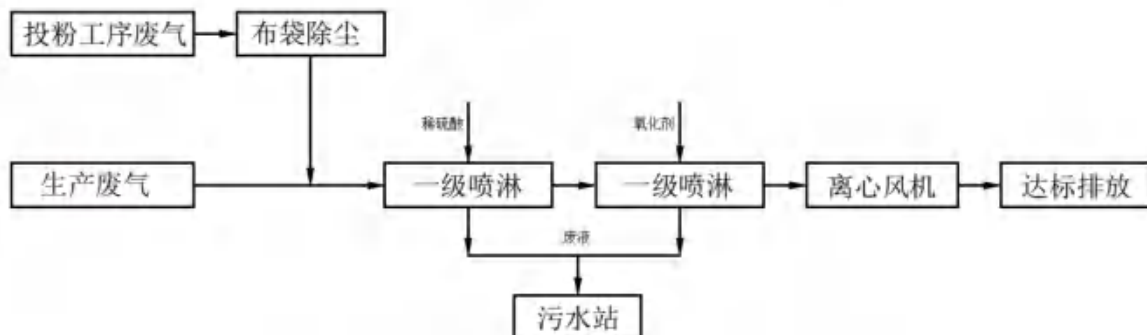 投粉工序废气
布袋除尘
稀硫酸
氧化剂
生产废气
一级喷淋
一级喷淋
离心风机
达标排放
废液
污水站